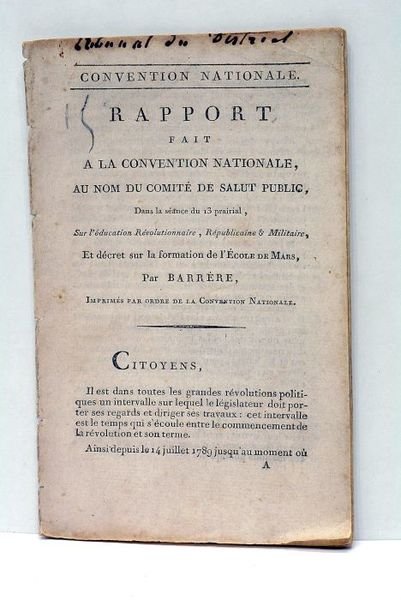 Tribunal du District
CONVENTION NATIONALE.
15
RAPPORT
FAIT
A LA CONVENTION NATIONALE,
AU NOM DU COMITÉ DE SALUT PUBLIC,
Dans la séance du 13 prairial,
Sur l'éducation Révolutionnaire, Républicaine & Militaire,
Et décret sur la formation de l'ÉCOLE DE MARS,
Par BARRÈRE,
IMPRIMÉS PAR ORDRE DE LA CONVENTION NATIONALE.
CITOYENS,
Il est dans toutes les grandes révolutions politi-
ques un intervalle sur lequel le législateur doit por-
ter ses regards et diriger ses travaux : cet intervalle
est le temps qui s'écoule entre le commencement de
la révolution et son terme.
Ainsi depuis le 14 juillet 1789 jusqu'au moment où
A